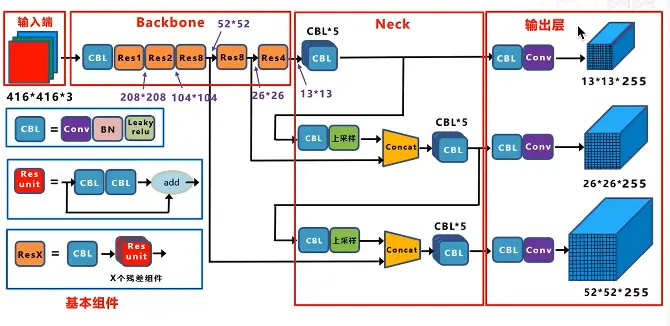 输入端
Backbone
Neck
输出层
52*52
CBL*5
CBL
Res1
Res2
Res8
Res8
Res4
CBL
CBL
Conv
416*416*3
208*208
104*104
26*26
13*13
13*13*255
CBL
=
Conv
BN
Leaky
relu
CBL
上采样
Concat
CBL*5
CBL
CBL
Conv
26*26*255
Res
unit
=
CBL
CBL
add
CBL
上采样
Concat
CBL*5
CBL
CBL
Conv
52*52*255
ResX
=
CBL
Res
unit
X个残差组件
基本组件